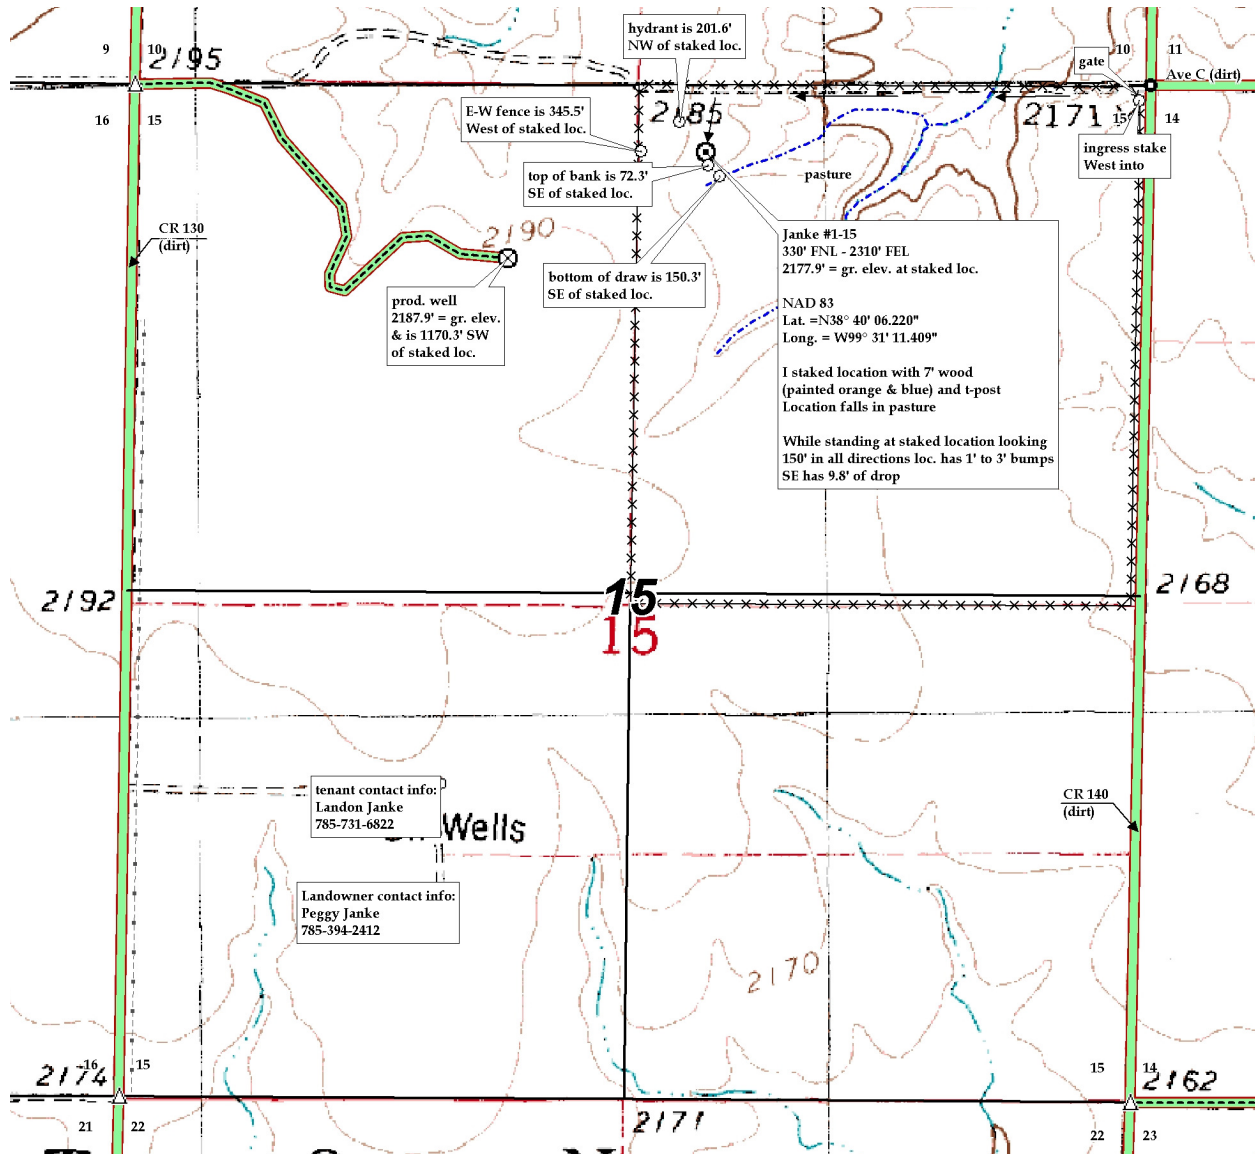 hydrant is 201.6'
NW of staked loc.
9
10
2195
10
11
gate
Ave C (dirt)
E-W fence is 345.5'
West of staked loc.
2185
2171
16
15
15
14
ingress stake
West into
top of bank is 72.3'
SE of staked loc.
pasture
CR 130
(dirt)
2190
Janke #1-15
330' FNL - 2310' FEL
2177.9' = gr. elev. at staked loc.
NAD 83
Lat. =N38° 40' 06.220"
Long. = W99° 31' 11.409"
I staked location with 7' wood
(painted orange & blue) and t-post
Location falls in pasture
While standing at staked location looking
150' in all directions loc. has 1' to 3' bumps
SE has 9.8' of drop
bottom of draw is 150.3'
SE of staked loc.
prod. well
2187.9' = gr. elev.
& is 1170.3' SW
of staked loc.
2192
15
15
2168
tenant contact info:
Landon Janke
785-731-6822
Wells
CR 140
(dirt)
Landowner contact info:
Peggy Janke
785-394-2412
2170
16
15
2174
15
14
2162
21
22
2171
22
23